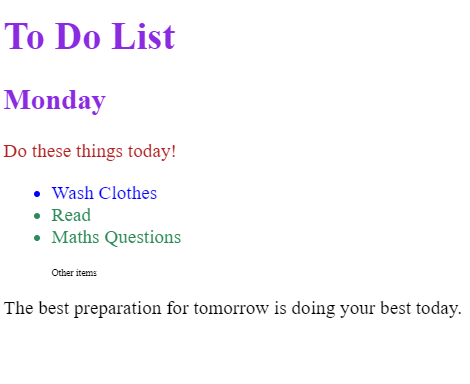 To Do List
Monday
Do these things today!
Wash Clothes
Read
Maths Questions
Other items
The best preparation for tomorrow is doing your best today.